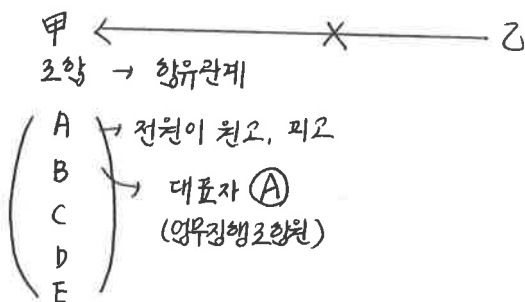 甲 乙
조합 → 합유관계
A → 전원이 원고, 피고
B → 대표자 Ⓐ
C (업무집행조합원)
D
E